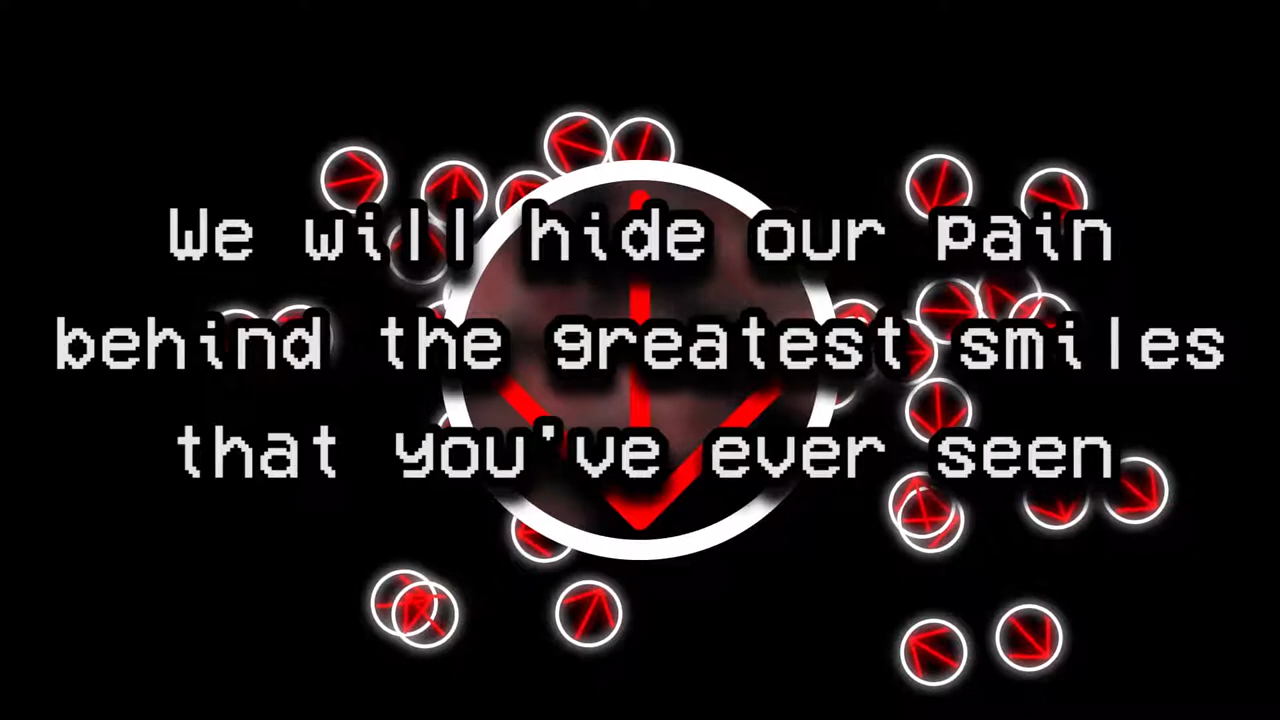 We will hide our pain
behind the greatest smiles
that you've ever seen